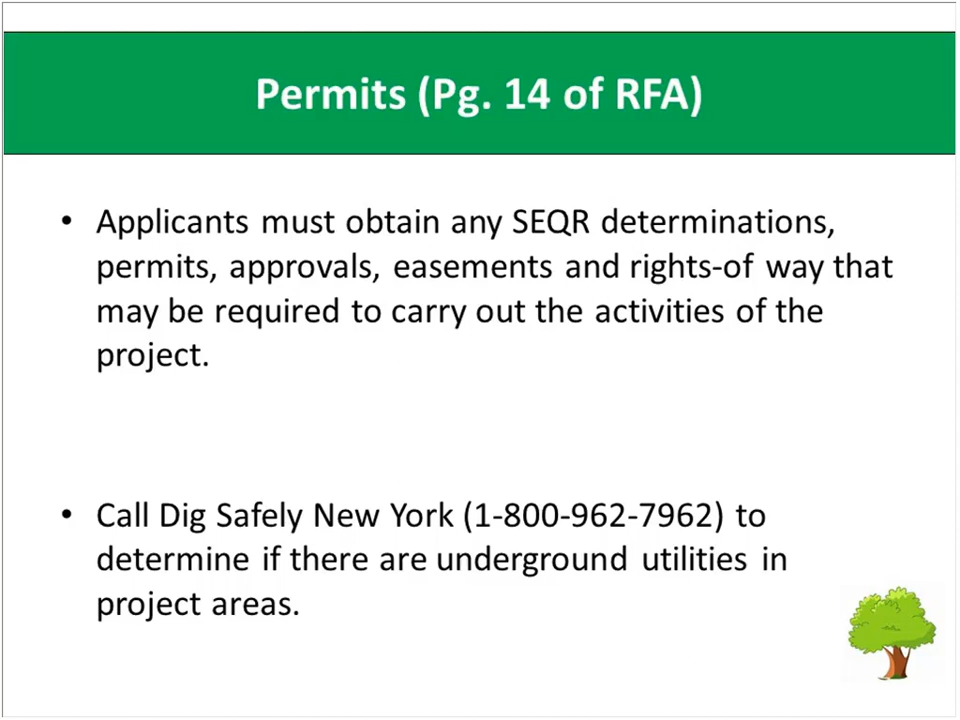 Permits (Pg. 14 of RFA)
• Applicants must obtain any SEQR determinations,
permits, approvals, easements and rights-of way that
may be required to carry out the activities of the
project.
• Call Dig Safely New York (1-800-962-7962) to
determine if there are underground utilities in
project areas.